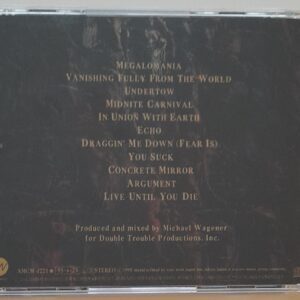 MEGALOMANIA
VANISHING FULLY FROM THE WORLD
UNDERTOW
MIDNITE CARNIVAL
IN UNION WITH EARTH
ECHO
DRAGGIN' ME DOWN (FEAR IS)
YOU SUCK
CONCRETE MIRROR
ARGUMENT
LIVE UNTIL YOU DIE
Produced and mixed by Michael Wagener
for Double Trouble Productions, Inc.
STEREO